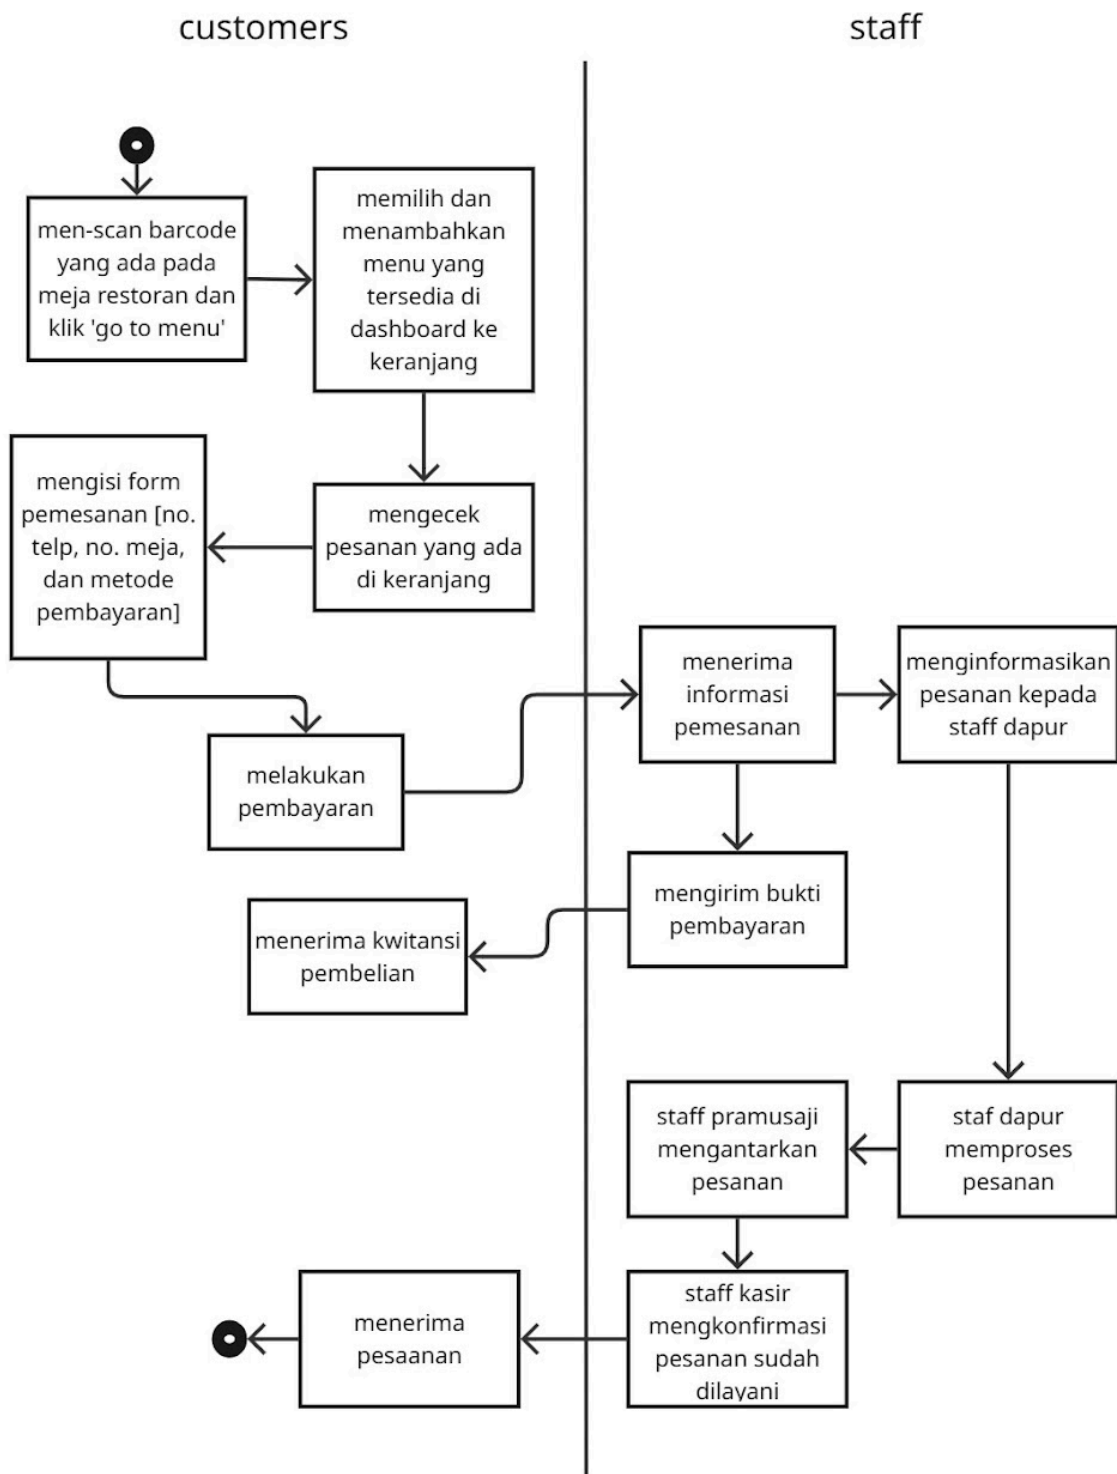 customers
staff
men-scan barcode
yang ada pada
meja restoran dan
klik 'go to menu'
memilih dan
menambahkan
menu yang
tersedia di
dashboard ke
keranjang
mengecek
pesanan yang ada
di keranjang
mengisi form
pemesanan [no.
telp, no. meja,
dan metode
pembayaran]
melakukan
pembayaran
menerima
informasi
pemesanan
menginformasikan
pesanan kepada
staff dapur
mengirim bukti
pembayaran
menerima kwitansi
pembelian
staf dapur
memproses
pesanan
staff pramusaji
mengantarkan
pesanan
staff kasir
mengkonfirmasi
pesanan sudah
dilayani
menerima
pesaanan